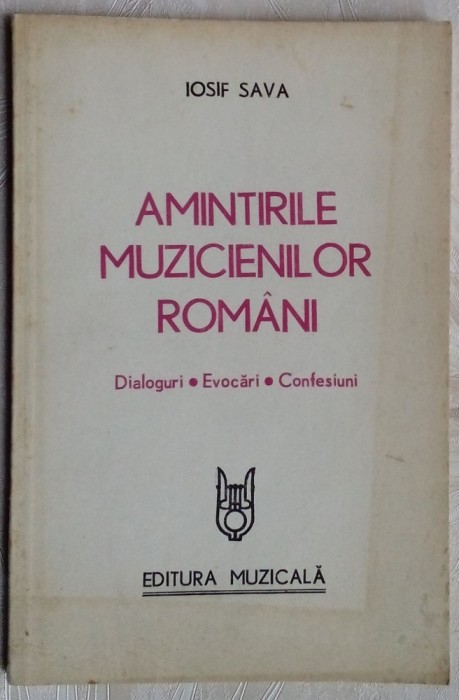 IOSIF SAVA
AMINTIRILE
MUZICIENILOR
ROMÂNI
Dialoguri • Evocări • Confesiuni
EDITURA MUZICALĂ